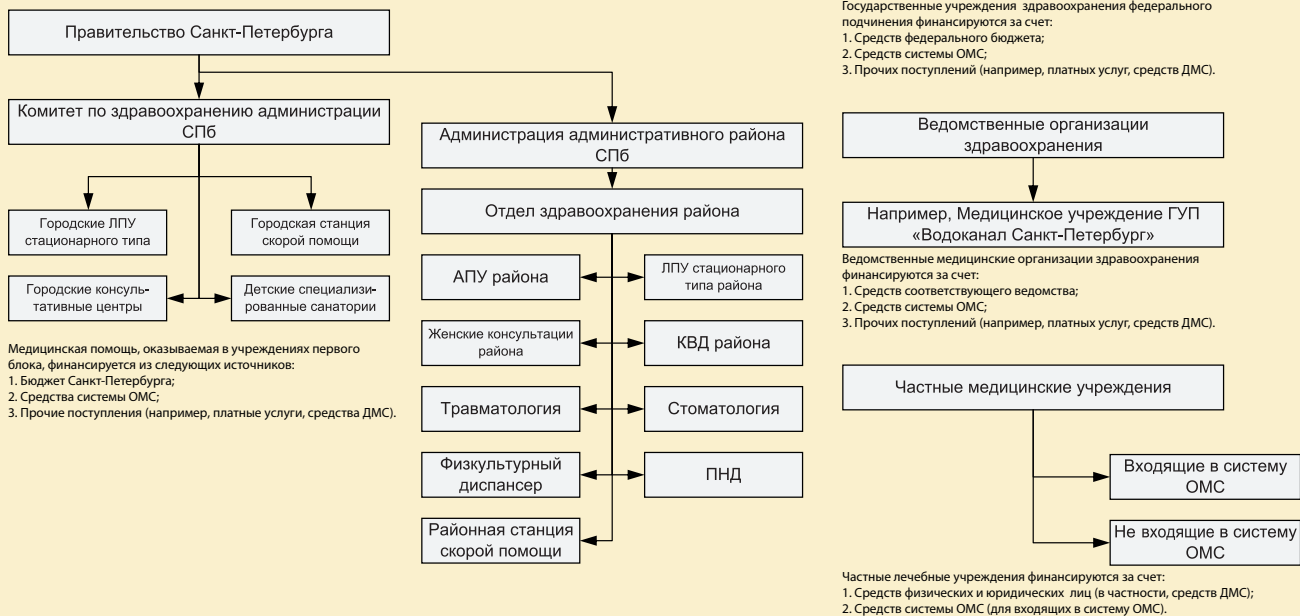 Правительство Санкт-Петербурга
Комитет по здравоохранению администрации
СПб
Городские ЛПУ
стационарного типа
Городская станция
скорой помощи
Городские консуль-
тативные центры
Детские специализи-
рованные санатории
Медицинская помощь, оказываемая в учреждениях первого
блока, финансируется из следующих источников:
1. Бюджет Санкт-Петербурга;
2. Средства системы ОМС;
3. Прочие поступления (например, платные услуги, средства ДМС).
Администрация административного района
СПб
Отдел здравоохранения района
АПУ района
ЛПУ стационарного
типа района
Женские консультации
района
КВД района
Травматология
Стоматология
Физкультурный
диспансер
ПНД
Районная станция
скорой помощи
Государственные учреждения здравоохранения федерального
подчинения финансируются за счет:
1. Средств федерального бюджета;
2. Средств системы ОМС;
3. Прочих поступлений (например, платных услуг, средств ДМС).
Ведомственные организации
здравоохранения
Например, Медицинское учреждение ГУП
«Водоканал Санкт-Петербург»
Ведомственные медицинские организации здравоохранения
финансируются за счет:
1. Средств соответствующего ведомства;
2. Средств системы ОМС;
3. Прочих поступлений (например, платных услуг, средств ДМС).
Частные медицинские учреждения
Входящие в систему
ОМС
Не входящие в систему
ОМС
Частные лечебные учреждения финансируются за счет:
1. Средств физических и юридических лиц (в частности, средств ДМС);
2. Средств системы ОМС (для входящих в систему ОМС).